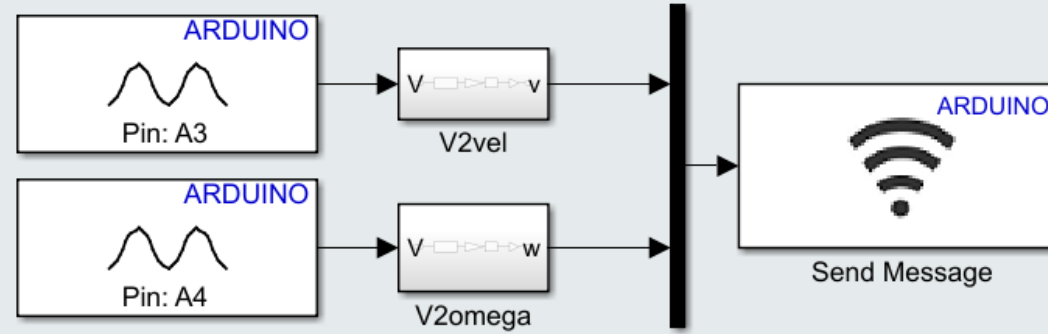 ARDUINO
Pin: A3
V v
V2vel
ARDUINO
Pin: A4
V w
V2omega
ARDUINO
Send Message